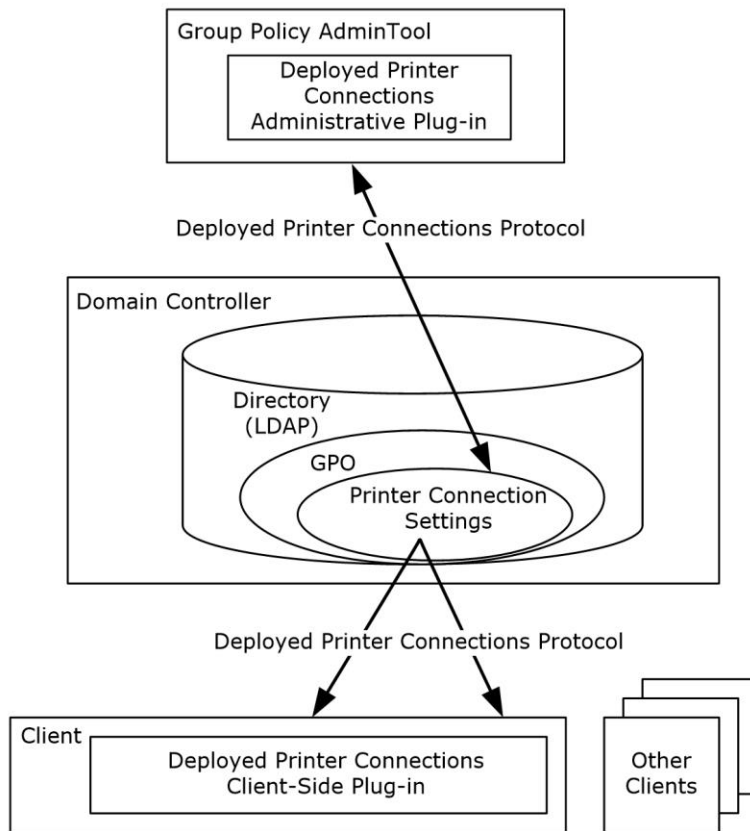 Group Policy AdminTool
Deployed Printer
Connections
Administrative Plug-in
Deployed Printer Connections Protocol
Domain Controller
Directory
(LDAP)
GPO
Printer Connection
Settings
Deployed Printer Connections Protocol
Client
Deployed Printer Connections
Client-Side Plug-in
Other
Clients